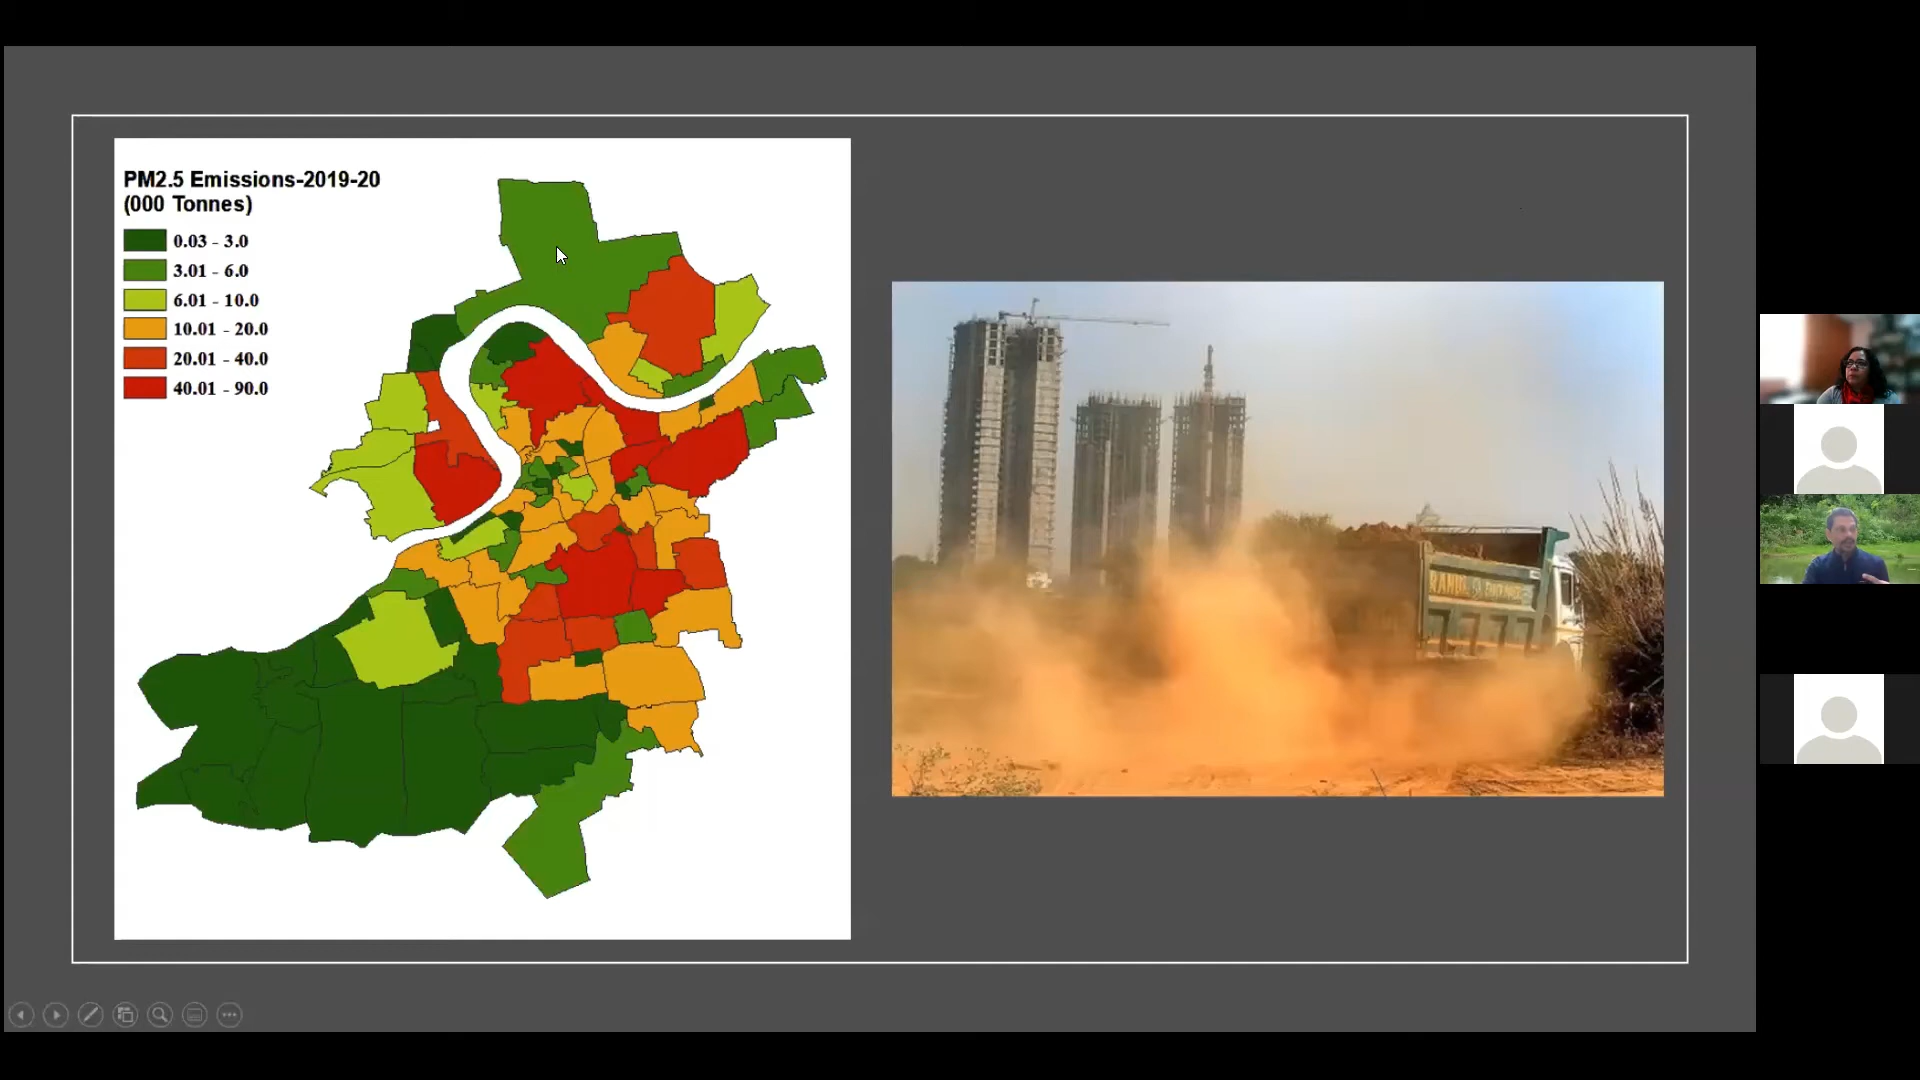 PM2.5 Emissions-2019-20
(000 Tonnes)
0.03 - 3.0
3.01 - 6.0
6.01 - 10.0
10.01 - 20.0
20.01 - 40.0
40.01 - 90.0